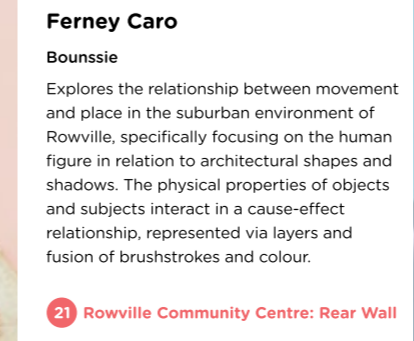 Ferney Caro
Bounssie
Explores the relationship between movement
and place in the suburban environment of
Rowville, specifically focusing on the human
figure in relation to architectural shapes and
shadows. The physical properties of objects
and subjects interact in a cause-effect
relationship, represented via layers and
fusion of brushstrokes and colour.
21 Rowville Community Centre: Rear Wall